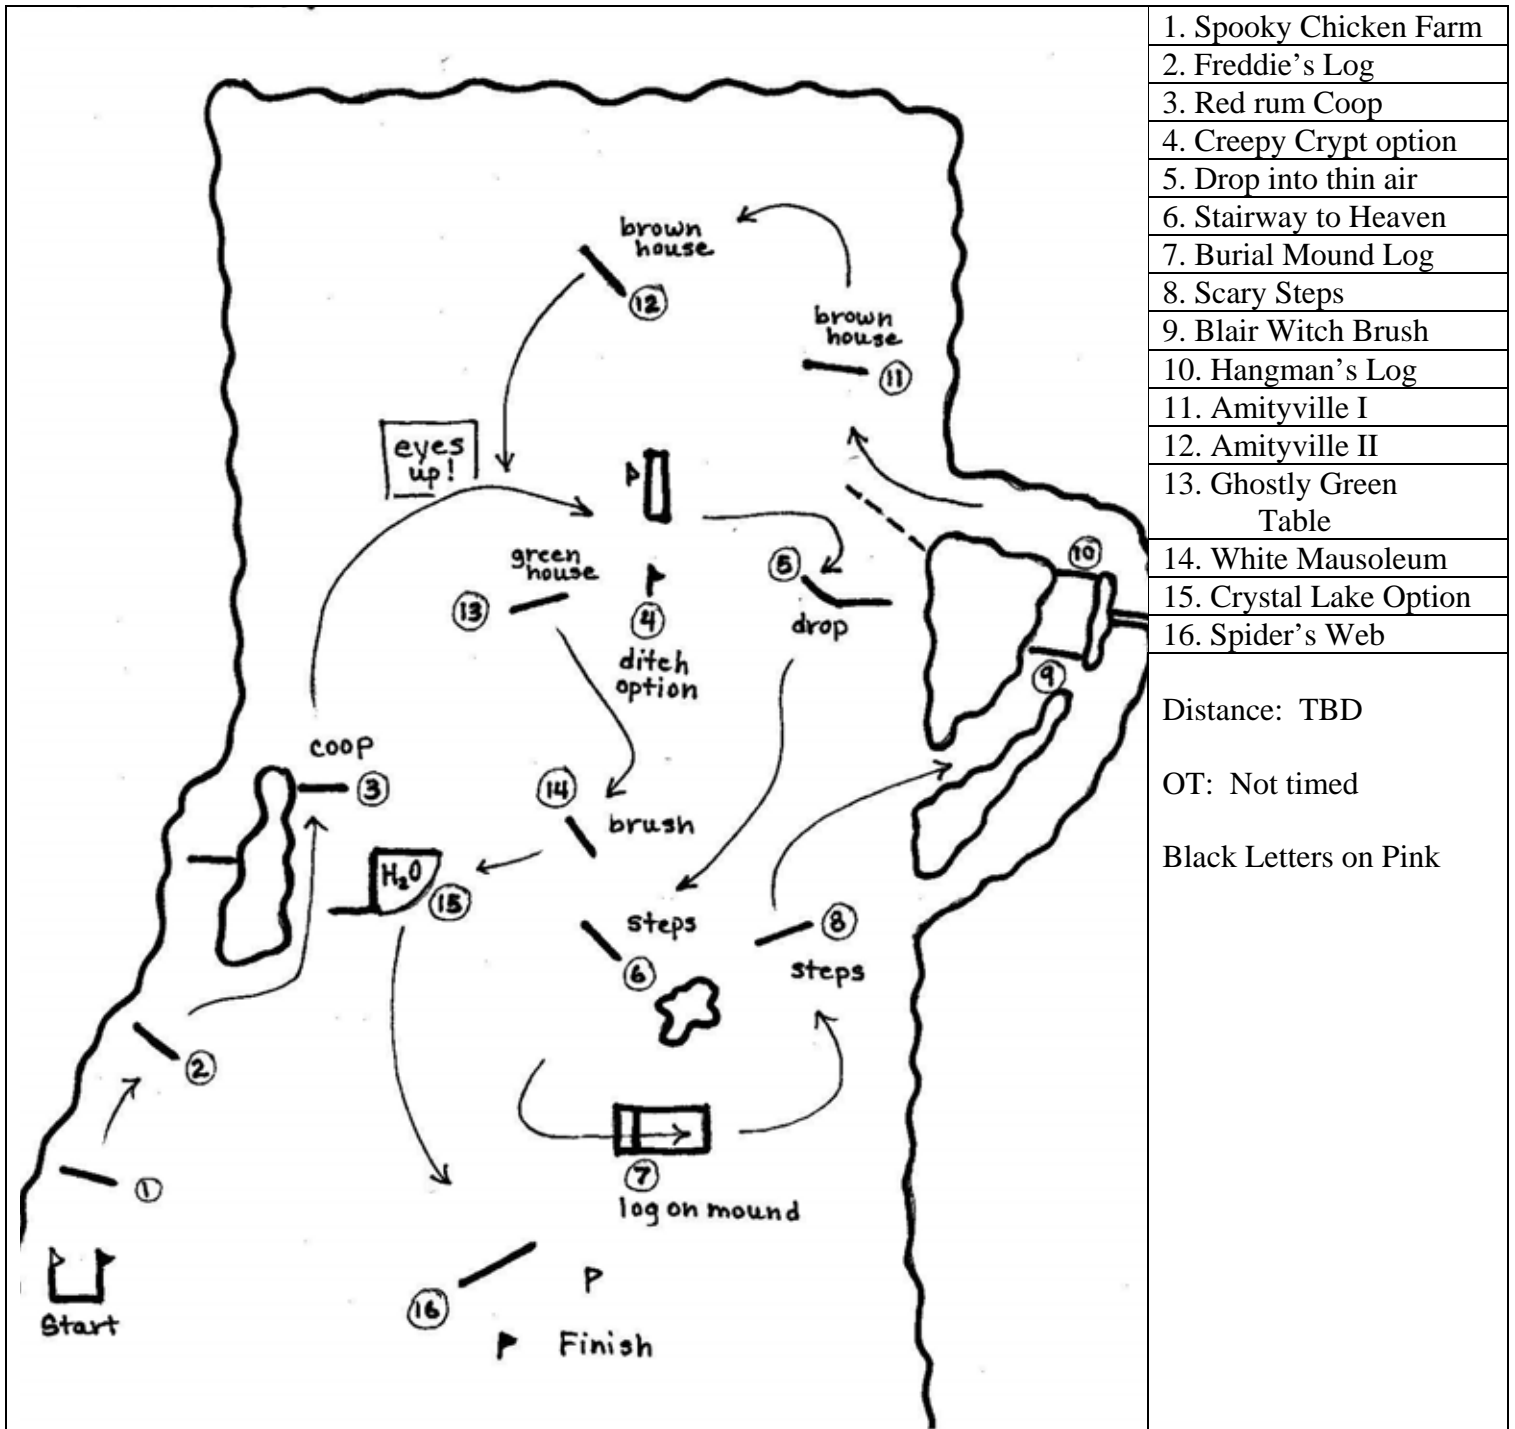 1. Spooky Chicken Farm
2. Freddie's Log
3. Red rum Coop
4. Creepy Crypt option
5. Drop into thin air
6. Stairway to Heaven
7. Burial Mound Log
8. Scary Steps
9. Blair Witch Brush
10. Hangman's Log
11. Amityville I
12. Amityville II
13. Ghostly Green
Table
14. White Mausoleum
15. Crystal Lake Option
16. Spider's Web
Distance: TBD
OT: Not timed
Black Letters on Pink
brown
house
12
brown
house
11
eyes
up!
green
house
13
4
ditch
option
5
drop
10
9
coop
3
14
brush
H₂O
15
steps
6
8
steps
2
1
7
log on mound
Start
16
Finish